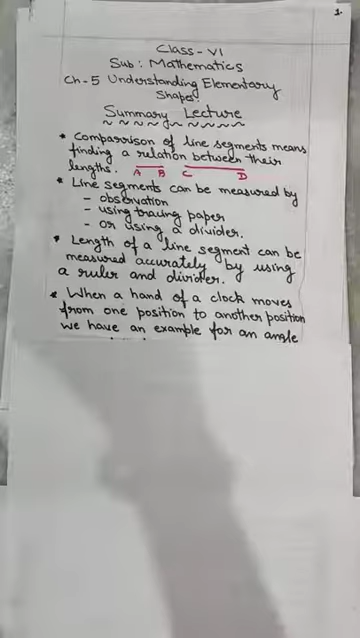 1.
Class - VI
Sub : Mathematics
Ch - 5 Understanding Elementary
Shapes.
Summary Lecture
* Comparison of line segments means
finding a relation between their
lengths. A B C D
* Line segments can be measured by
- observation
- using tracing paper
- or using a divider.
* Length of a line segment can be
measured accurately by using
a ruler and divider.
* When a hand of a clock moves
from one position to another position
we have an example for an angle